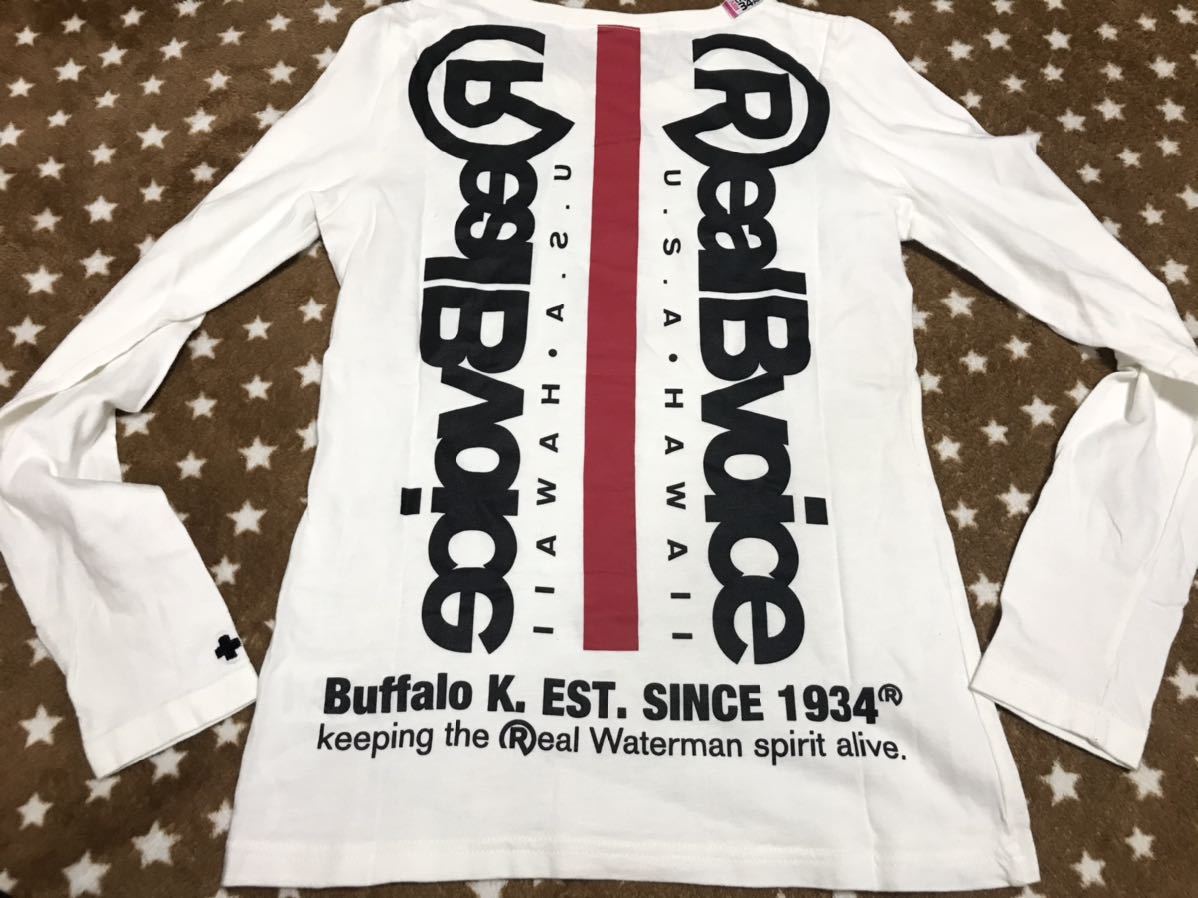 RealBvoice
U.S.A•HAWAII
U.S.A•HAWAII
RealBvoice
Buffalo K. EST. SINCE 1934®
keeping the Real Waterman spirit alive.